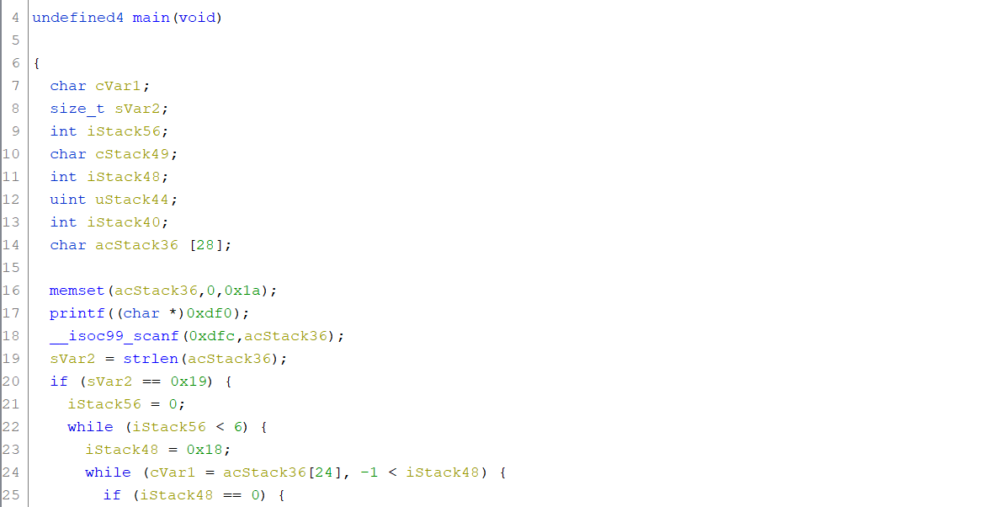 4 undefined4 main(void)
5
6 {
7   char cVar1;
8   size_t sVar2;
9   int iStack56;
10   char cStack49;
11   int iStack48;
12   uint uStack44;
13   int iStack40;
14   char acStack36 [28];
15
16   memset(acStack36,0,0x1a);
17   printf((char *)0xdf0);
18   __isoc99_scanf(0xdfc,acStack36);
19   sVar2 = strlen(acStack36);
20   if (sVar2 == 0x19) {
21     iStack56 = 0;
22     while (iStack56 < 6) {
23       iStack48 = 0x18;
24       while (cVar1 = acStack36[24], -1 < iStack48) {
25         if (iStack48 == 0) {